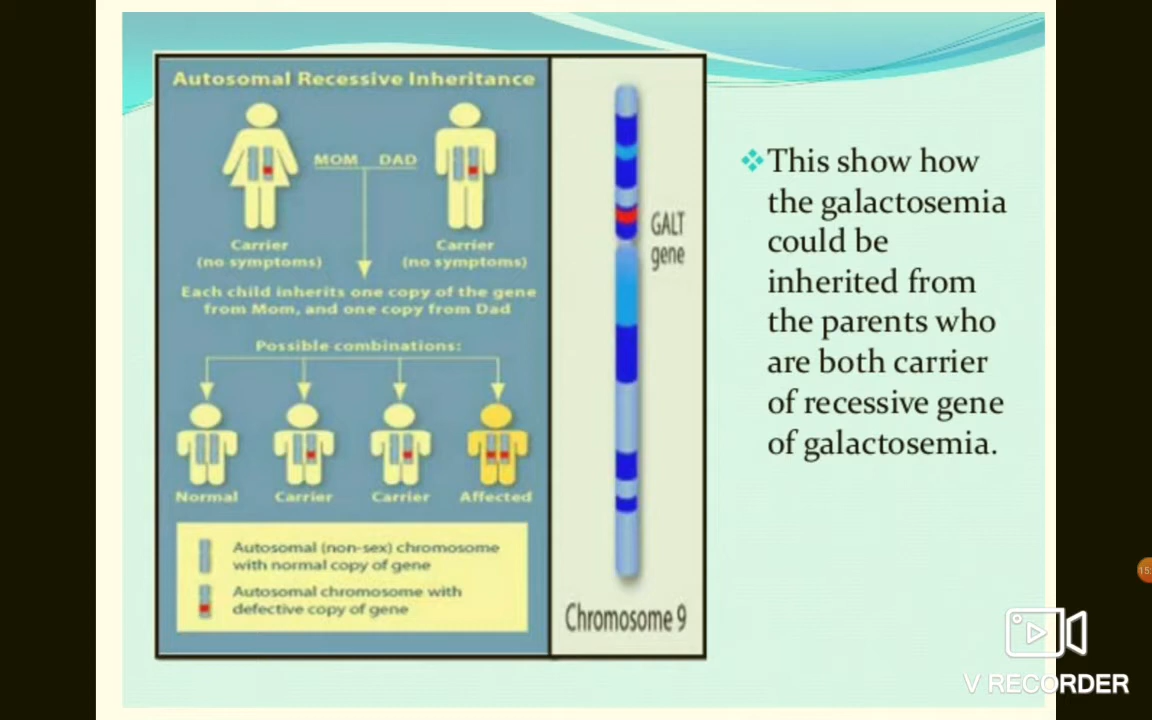 Autosomal Recessive Inheritance
MOM DAD
Carrier
(no symptoms)
Carrier
(no symptoms)
Each child inherits one copy of the gene
from Mom, and one copy from Dad
Possible combinations:
Normal Carrier Carrier Affected
Autosomal (non-sex) chromosome
with normal copy of gene
Autosomal chromosome with
defective copy of gene
GALT
gene
Chromosome 9
This show how
the galactosemia
could be
inherited from
the parents who
are both carrier
of recessive gene
of galactosemia.
V RECORDER